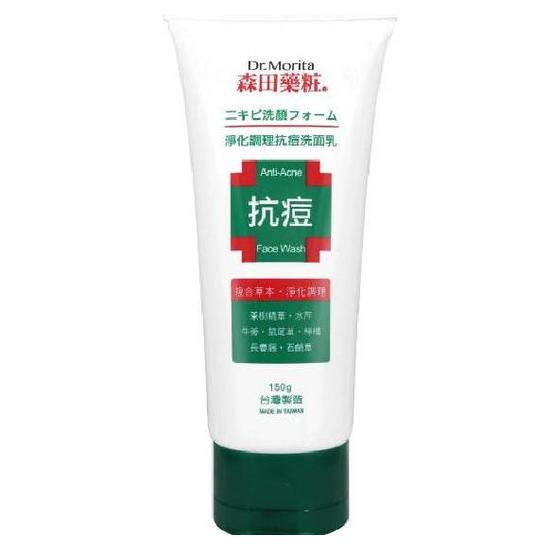 Dr.Morita
森田藥粧®
ニキビ洗顔フォーム
淨化調理抗痘洗面乳
Anti-Acne
抗痘
Face Wash
複合草本・淨化調理
茶樹精華・水芹
牛蒡・鼠尾草・檸檬
長春藤・石鹼草
150g
台灣製造
MADE IN TAIWAN